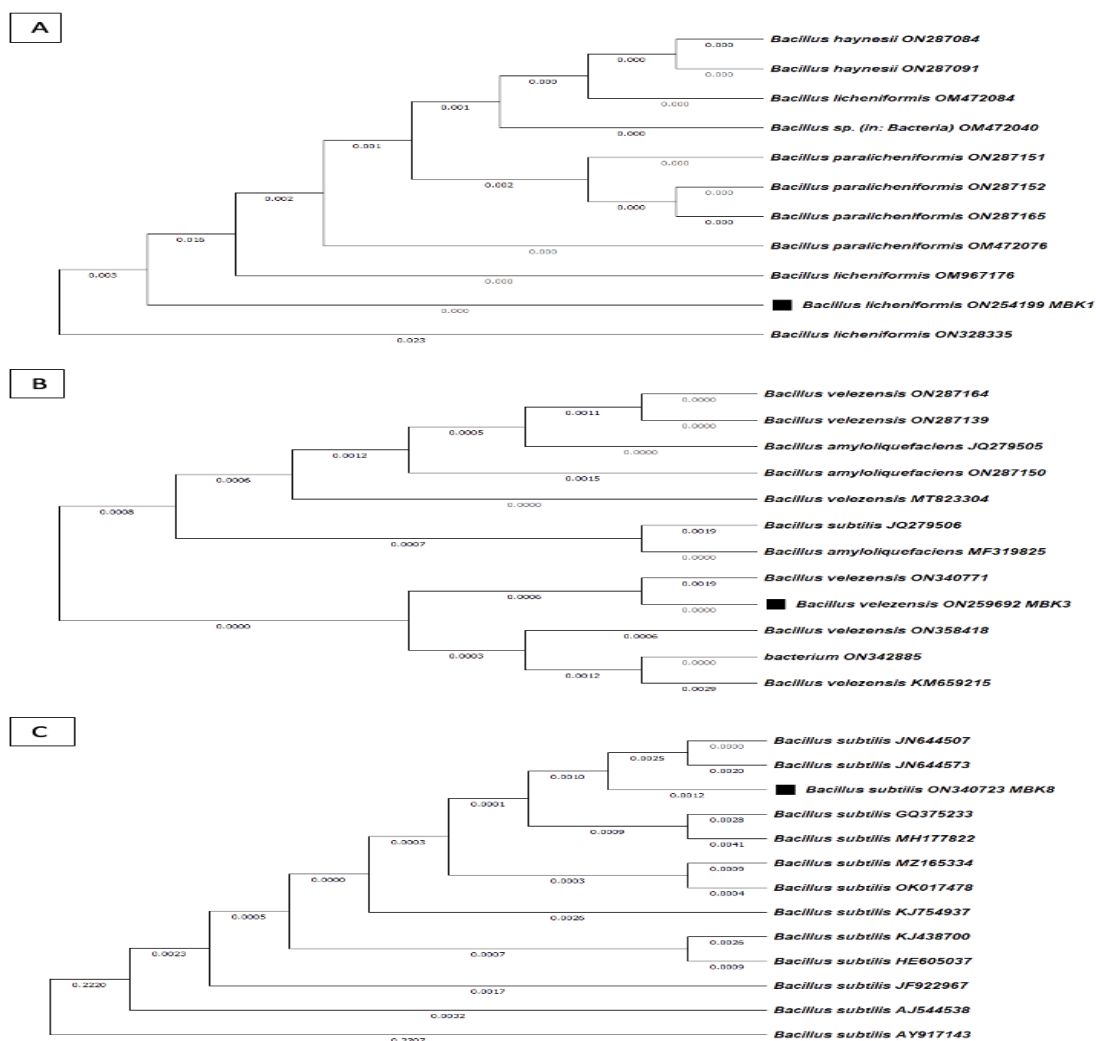 A
Bacillus haynesii ON287084
0.000
0.000
Bacillus haynesii ON287091
0.000
0.000
Bacillus licheniformis OM472084
0.000
0.001
Bacillus sp. (in: Bacteria) OM472040
0.000
0.001
Bacillus paralicheniformis ON287151
0.000
0.002
Bacillus paralicheniformis ON287152
0.000
0.000
Bacillus paralicheniformis ON287165
0.000
0.002
Bacillus paralicheniformis OM472076
0.000
0.015
Bacillus licheniformis OM967176
0.000
0.003
Bacillus licheniformis ON254199 MBK1
0.000
Bacillus licheniformis ON328335
0.023
B
Bacillus velezensis ON287164
0.0000
0.0011
Bacillus velezensis ON287139
0.0000
0.0005
Bacillus amyloliquefaciens JQ279505
0.0000
0.0012
Bacillus amyloliquefaciens ON287150
0.0015
0.0006
Bacillus velezensis MT823304
0.0000
0.0008
Bacillus subtilis JQ279506
0.0019
0.0007
Bacillus amyloliquefaciens MF319825
0.0000
Bacillus velezensis ON340771
0.0019
0.0006
Bacillus velezensis ON259692 MBK3
0.0000
0.0000
Bacillus velezensis ON358418
0.0006
0.0003
bacterium ON342885
0.0000
0.0012
Bacillus velezensis KM659215
0.0029
C
Bacillus subtilis JN644507
0.0000
0.0025
Bacillus subtilis JN644573
0.0020
0.0010
Bacillus subtilis ON340723 MBK8
0.0012
0.0001
Bacillus subtilis GQ375233
0.0028
0.0009
Bacillus subtilis MH177822
0.0041
0.0003
Bacillus subtilis MZ165334
0.0009
0.0003
Bacillus subtilis OK017478
0.0004
0.0000
Bacillus subtilis KJ754937
0.0026
0.0005
Bacillus subtilis KJ438700
0.0026
0.0007
Bacillus subtilis HE605037
0.0009
0.0023
Bacillus subtilis JF922967
0.0017
0.2220
Bacillus subtilis AJ544538
Bacillus subtilis AY917143